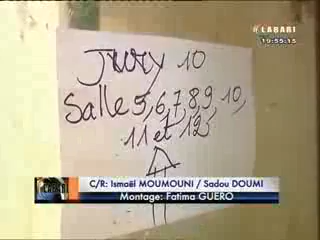 LABARI
19:55:15
Jury 10
Salle 5,6,7,8,9,10,
11 et 12
LABARI
C/R: Ismaël MOUMOUNI / Sadou DOUMI
Montage: Fatima GUERO